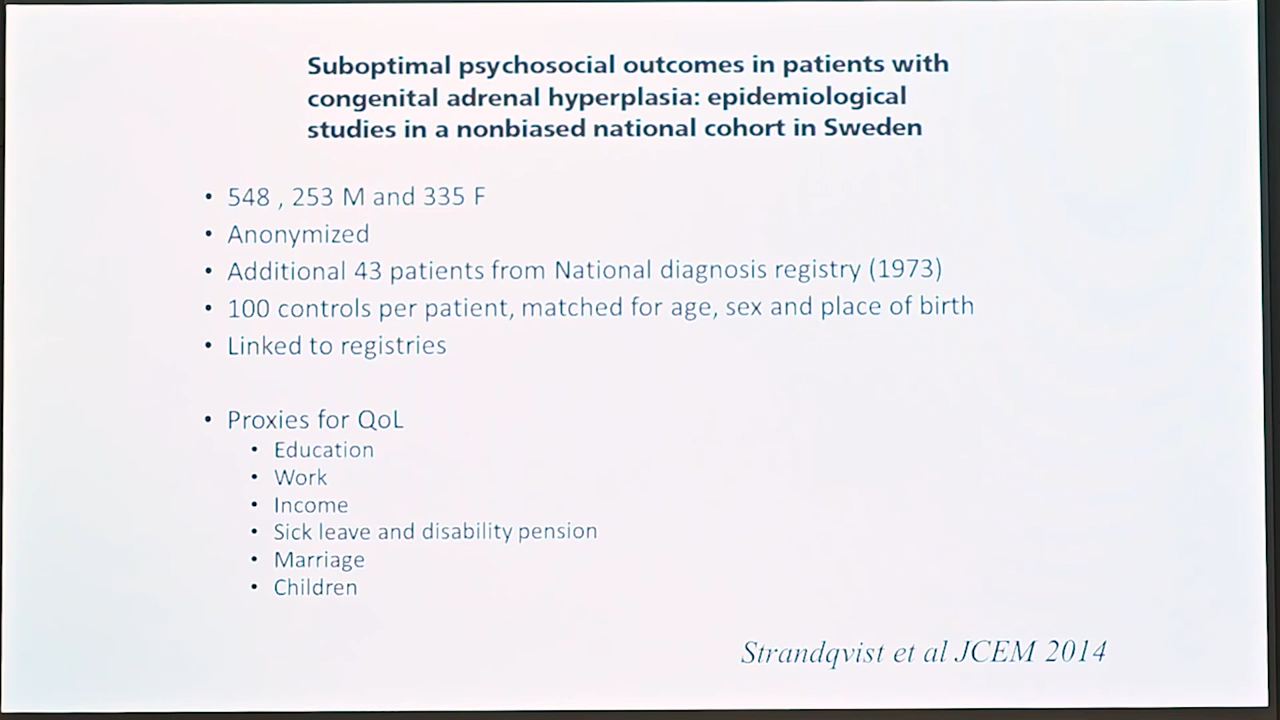 Suboptimal psychosocial outcomes in patients with
congenital adrenal hyperplasia: epidemiological
studies in a nonbiased national cohort in Sweden
• 548 , 253 M and 335 F
• Anonymized
• Additional 43 patients from National diagnosis registry (1973)
• 100 controls per patient, matched for age, sex and place of birth
• Linked to registries
• Proxies for QoL
• Education
• Work
• Income
• Sick leave and disability pension
• Marriage
• Children
Strandqvist et al JCEM 2014